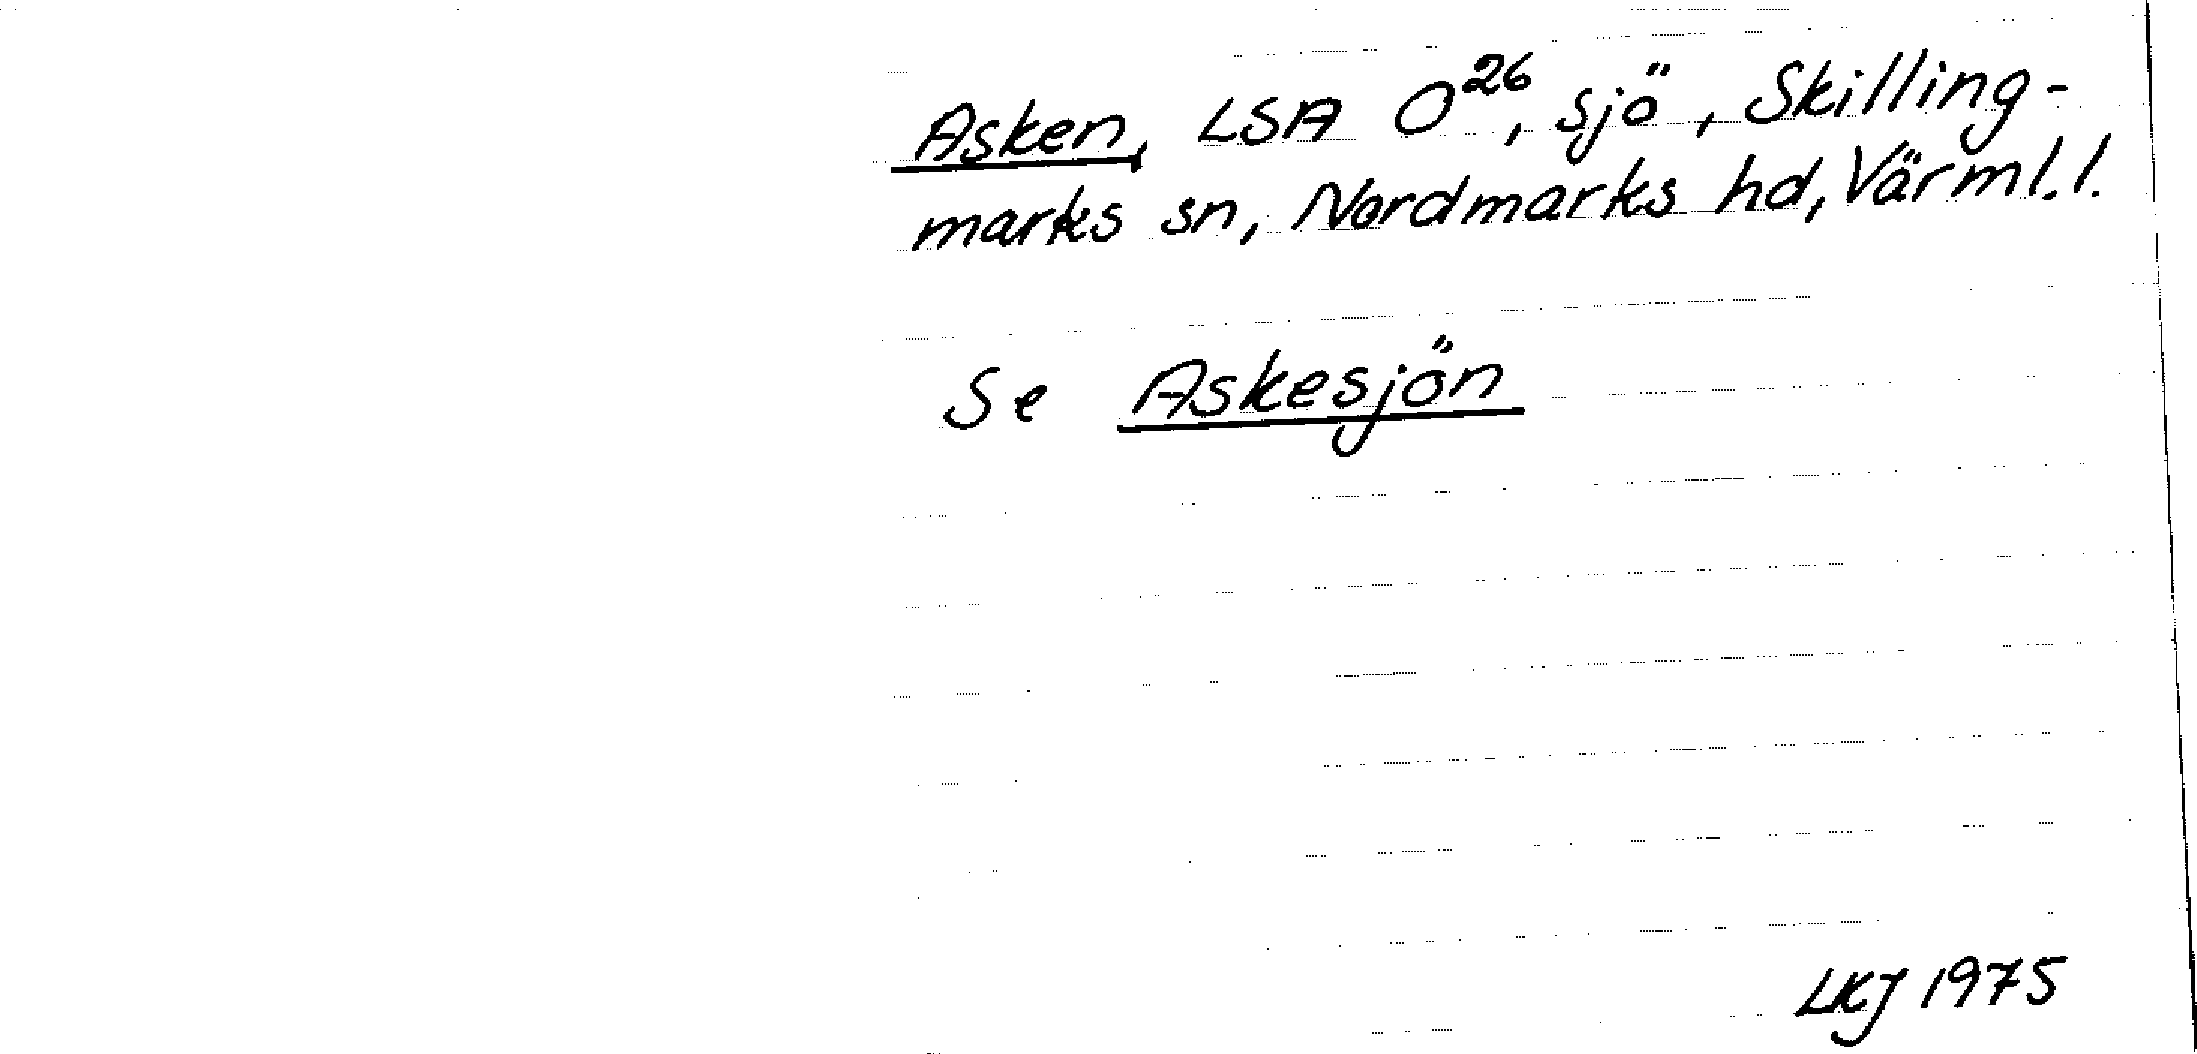 Asken, LSA O²⁶, sjö, Skilling-
marks sn, Nordmarks hd, Värml. l.
Se Askesjön
LKJ 1975